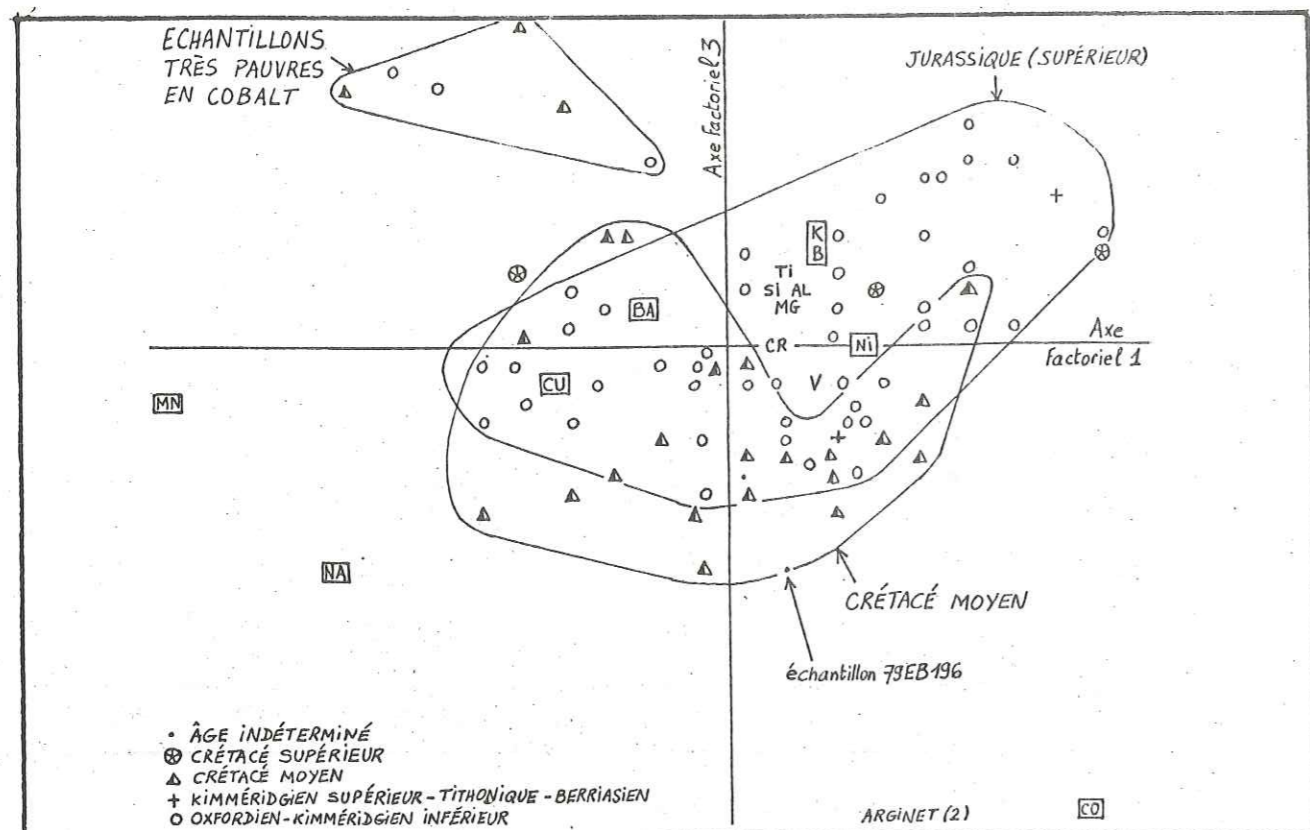 ECHANTILLONS
TRÈS PAUVRES
EN COBALT
Axe factoriel 3
JURASSIQUE (SUPÉRIEUR)
K
B
Ti
Si AL
MG
BA
CR
Ni
Axe
Factoriel 1
CU
V
MN
NA
CRÉTACÉ MOYEN
échantillon 79EB196
ÂGE INDÉTERMINÉ
CRÉTACÉ SUPÉRIEUR
CRÉTACÉ MOYEN
KIMMÉRIDGIEN SUPÉRIEUR-TITHONIQUE-BERRIASIEN
OXFORDIEN-KIMMÉRIDGIEN INFÉRIEUR
ARGINET (2)
CO